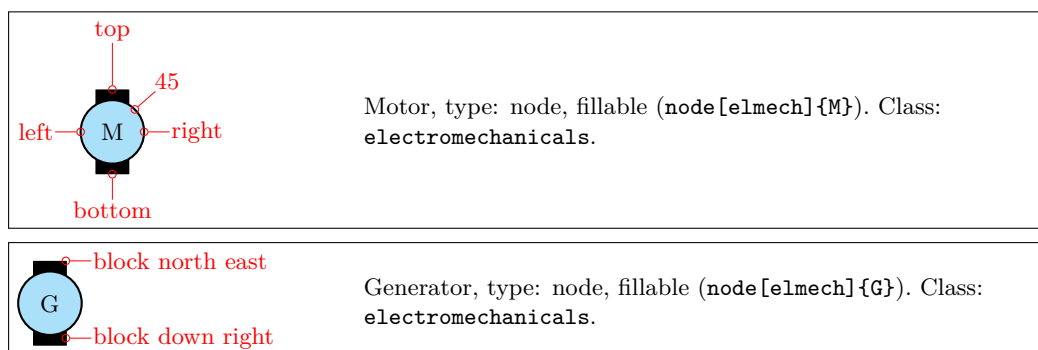 top
45
left
M
right
bottom
Motor, type: node, fillable (node[elmech]{M}). Class:
electromechanicals.
block north east
G
block down right
Generator, type: node, fillable (node[elmech]{G}). Class:
electromechanicals.